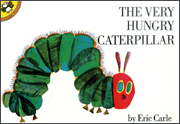 THE VERY
HUNGRY
CATERPILLAR
by Eric Carle